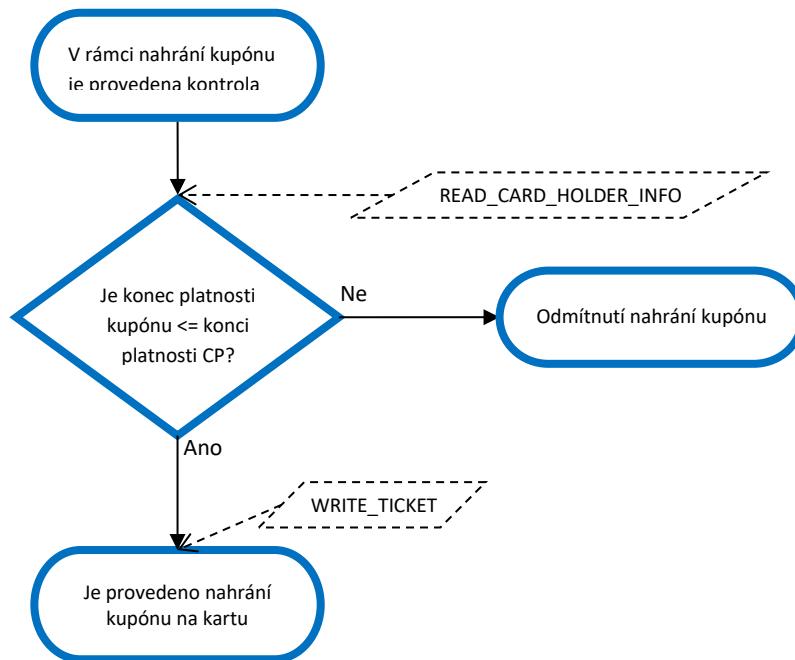 V rámci nahrání kupónu
je provedena kontrola
READ_CARD_HOLDER_INFO
Je konec platnosti
kupónu <= konci
platnosti CP?
Ne
Odmítnutí nahrání kupónu
Ano
WRITE_TICKET
Je provedeno nahrání
kupónu na kartu